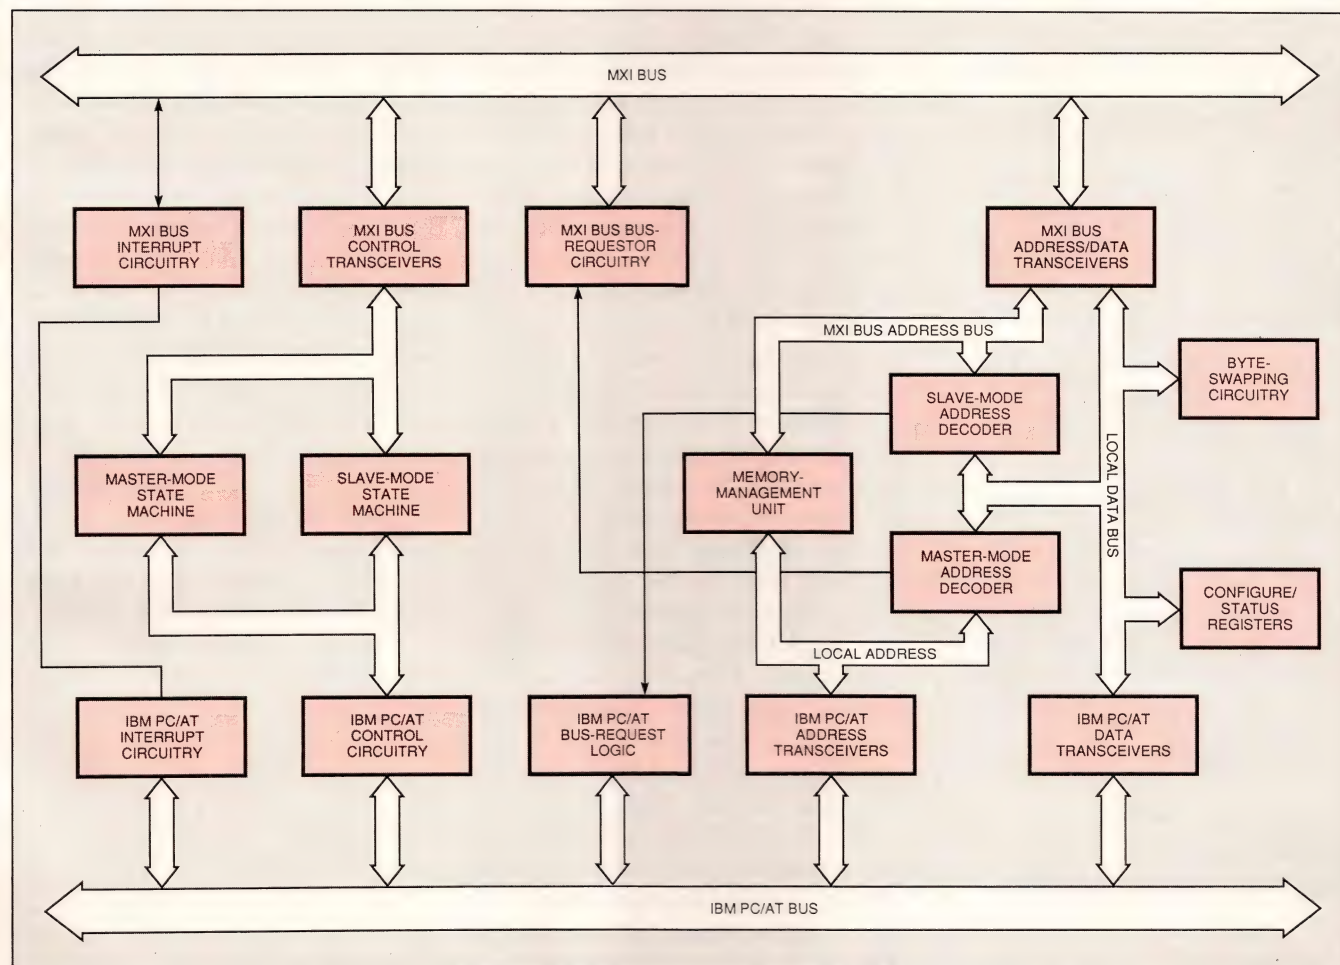 MXI BUS
MXI BUS
INTERRUPT
CIRCUITRY
MXI BUS
CONTROL
TRANSCEIVERS
MXI BUS BUS-
REQUESTOR
CIRCUITRY
MXI BUS
ADDRESS/DATA
TRANSCEIVERS
MXI BUS ADDRESS BUS
BYTE-
SWAPPING
CIRCUITRY
SLAVE-MODE
ADDRESS
DECODER
LOCAL DATA BUS
MASTER-MODE
STATE
MACHINE
SLAVE-MODE
STATE
MACHINE
MEMORY-
MANAGEMENT
UNIT
MASTER-MODE
ADDRESS
DECODER
CONFIGURE/
STATUS
REGISTERS
LOCAL ADDRESS
IBM PC/AT
INTERRUPT
CIRCUITRY
IBM PC/AT
CONTROL
CIRCUITRY
IBM PC/AT
BUS-REQUEST
LOGIC
IBM PC/AT
ADDRESS
TRANSCEIVERS
IBM PC/AT
DATA
TRANSCEIVERS
IBM PC/AT BUS